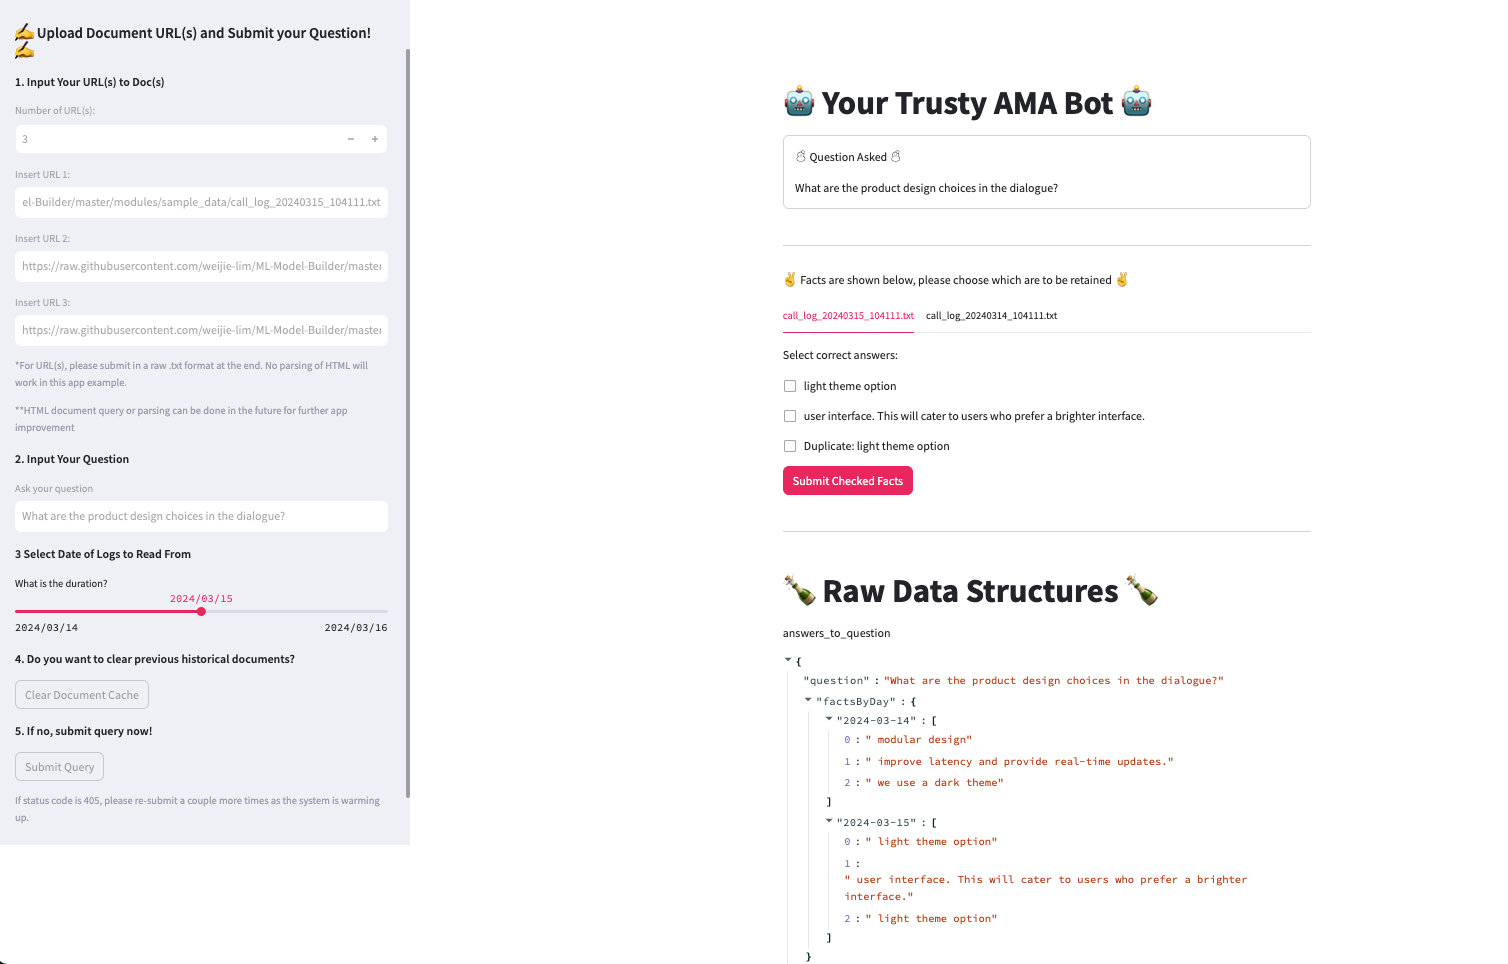 ✍️Upload Document URL(s) and Submit your Question!
✍️
1. Input Your URL(s) to Doc(s)
Number of URL(s):
3
Insert URL 1:
el-Builder/master/modules/sample_data/call_log_20240315_104111.txt
Insert URL 2:
https://raw.githubusercontent.com/weijie-lim/ML-Model-Builder/master
Insert URL 3:
https://raw.githubusercontent.com/weijie-lim/ML-Model-Builder/master
*For URL(s), please submit in a raw .txt format at the end. No parsing of HTML will
work in this app example.
**HTML document query or parsing can be done in the future for further app
improvement
2. Input Your Question
Ask your question
What are the product design choices in the dialogue?
3 Select Date of Logs to Read From
What is the duration?
2024/03/15
2024/03/14
2024/03/16
4. Do you want to clear previous historical documents?
Clear Document Cache
5. If no, submit query now!
Submit Query
If status code is 405, please re-submit a couple more times as the system is warming
up.
🤖 Your Trusty AMA Bot 🤖
☃ Question Asked ☃
What are the product design choices in the dialogue?
✌️ Facts are shown below, please choose which are to be retained ✌️
call_log_20240315_104111.txt
call_log_20240314_104111.txt
Select correct answers:
light theme option
user interface. This will cater to users who prefer a brighter interface.
Duplicate: light theme option
Submit Checked Facts
🍾 Raw Data Structures 🍾
answers_to_question
{
"question" : "What are the product design choices in the dialogue?"
"factsByDay" : {
"2024-03-14" : [
0 : " modular design"
1 : " improve latency and provide real-time updates."
2 : " we use a dark theme"
]
"2024-03-15" : [
0 : " light theme option"
1 :
" user interface. This will cater to users who prefer a brighter
interface."
2 : " light theme option"
]
}